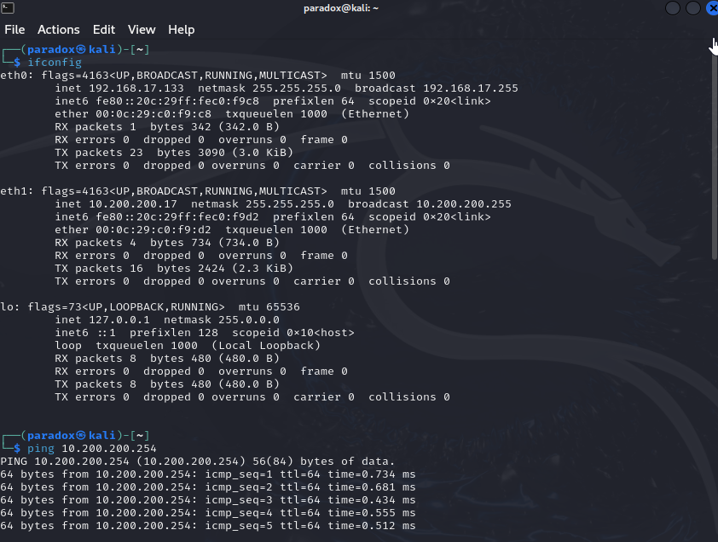 paradox@kali: ~
File Actions Edit View Help
┌──(paradox㉿kali)-[~]
└─$ ifconfig
eth0: flags=4163<UP,BROADCAST,RUNNING,MULTICAST>  mtu 1500
        inet 192.168.17.133  netmask 255.255.255.0  broadcast 192.168.17.255
        inet6 fe80::20c:29ff:fec0:f9c8  prefixlen 64  scopeid 0×20<link>
        ether 00:0c:29:c0:f9:c8  txqueuelen 1000  (Ethernet)
        RX packets 1  bytes 342 (342.0 B)
        RX errors 0  dropped 0  overruns 0  frame 0
        TX packets 23  bytes 3090 (3.0 KiB)
        TX errors 0  dropped 0 overruns 0  carrier 0  collisions 0
eth1: flags=4163<UP,BROADCAST,RUNNING,MULTICAST>  mtu 1500
        inet 10.200.200.17  netmask 255.255.255.0  broadcast 10.200.200.255
        inet6 fe80::20c:29ff:fec0:f9d2  prefixlen 64  scopeid 0×20<link>
        ether 00:0c:29:c0:f9:d2  txqueuelen 1000  (Ethernet)
        RX packets 4  bytes 734 (734.0 B)
        RX errors 0  dropped 0  overruns 0  frame 0
        TX packets 16  bytes 2424 (2.3 KiB)
        TX errors 0  dropped 0 overruns 0  carrier 0  collisions 0
lo: flags=73<UP,LOOPBACK,RUNNING>  mtu 65536
        inet 127.0.0.1  netmask 255.0.0.0
        inet6 ::1  prefixlen 128  scopeid 0×10<host>
        loop  txqueuelen 1000  (Local Loopback)
        RX packets 8  bytes 480 (480.0 B)
        RX errors 0  dropped 0  overruns 0  frame 0
        TX packets 8  bytes 480 (480.0 B)
        TX errors 0  dropped 0 overruns 0  carrier 0  collisions 0
┌──(paradox㉿kali)-[~]
└─$ ping 10.200.200.254
PING 10.200.200.254 (10.200.200.254) 56(84) bytes of data.
64 bytes from 10.200.200.254: icmp_seq=1 ttl=64 time=0.734 ms
64 bytes from 10.200.200.254: icmp_seq=2 ttl=64 time=0.681 ms
64 bytes from 10.200.200.254: icmp_seq=3 ttl=64 time=0.434 ms
64 bytes from 10.200.200.254: icmp_seq=4 ttl=64 time=0.555 ms
64 bytes from 10.200.200.254: icmp_seq=5 ttl=64 time=0.512 ms